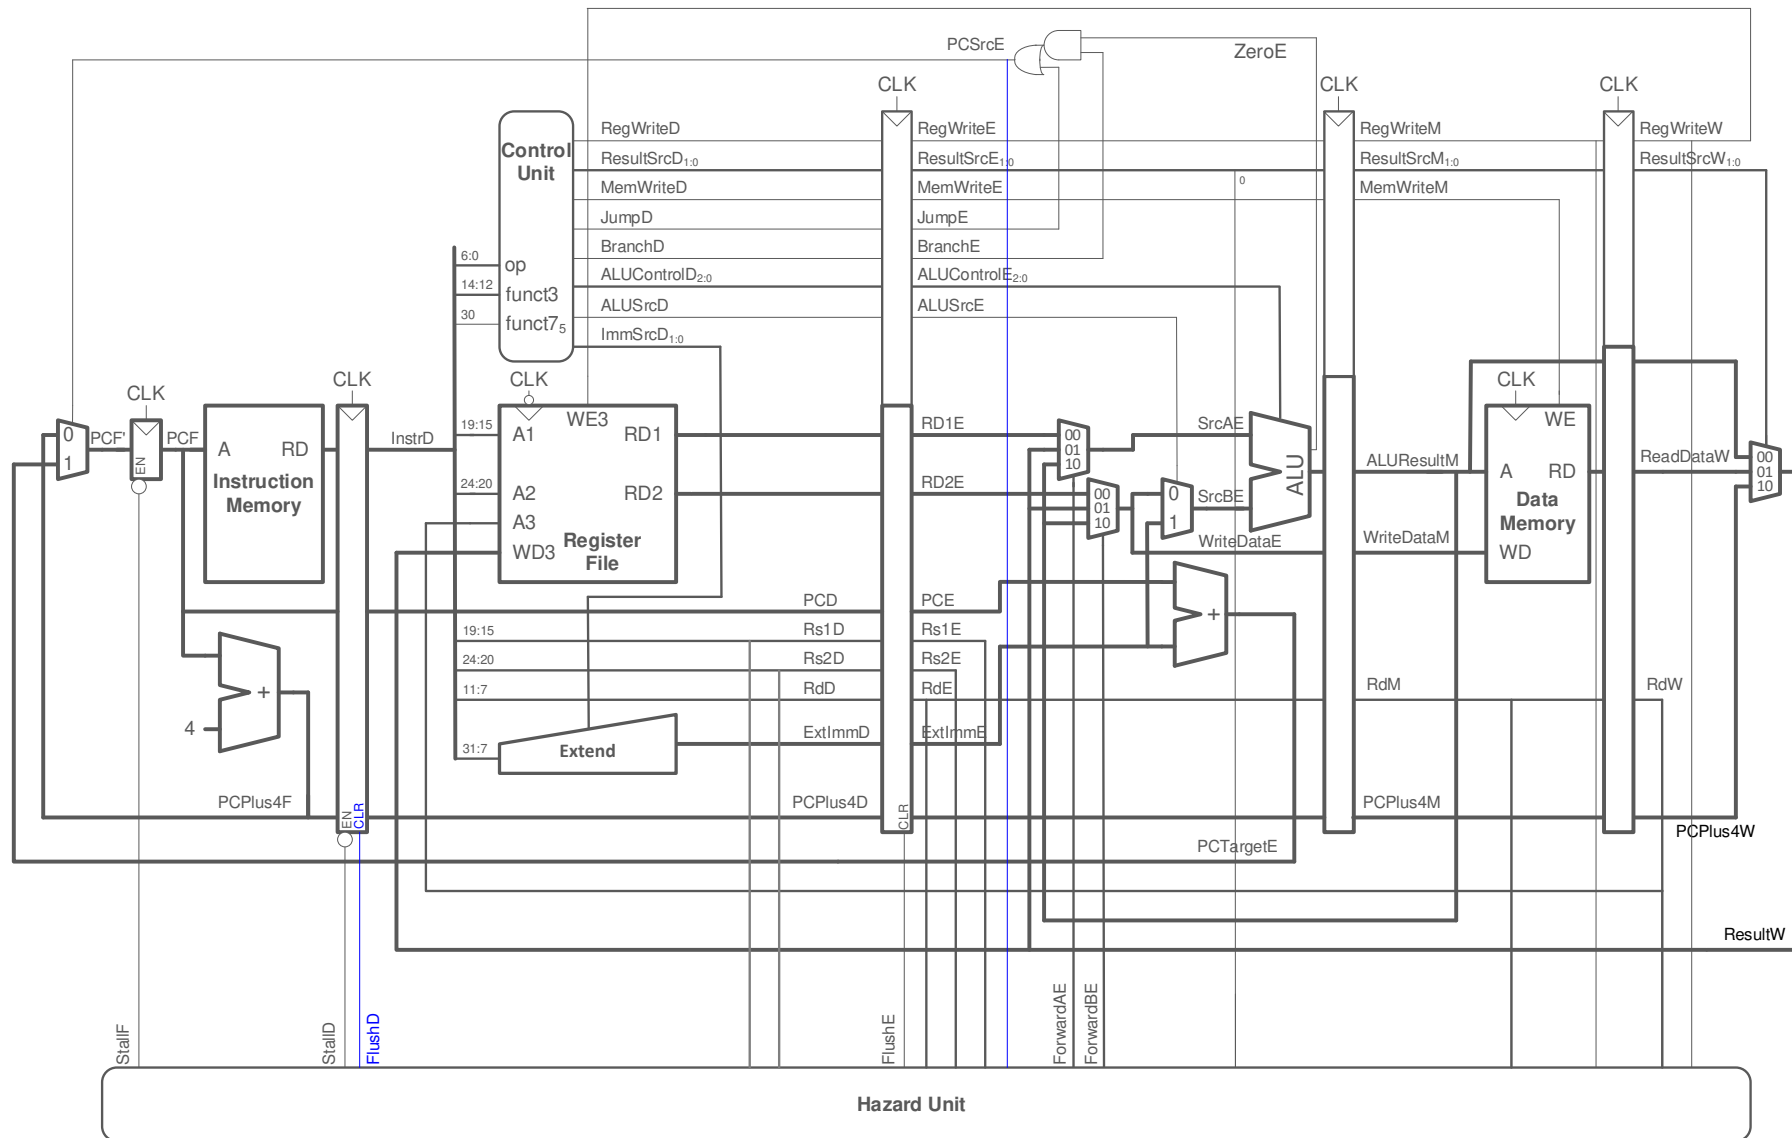 PCSrcE
ZeroE
CLK
CLK
CLK
Control
Unit
RegWriteD
RegWriteE
RegWriteM
RegWriteW
ResultSrcD1:0
ResultSrcE1:0
ResultSrcM1:0
ResultSrcW1:0
MemWriteD
MemWriteE
0
MemWriteM
JumpD
JumpE
BranchD
BranchE
6:0
op
ALUControlD2:0
ALUControlE2:0
14:12
funct3
ALUSrcD
ALUSrcE
30
funct75
ImmSrcD1:0
CLK
CLK
CLK
CLK
0
1
PCF'
EN
PCF
A
RD
Instruction
Memory
InstrD
19:15
A1
WE3
RD1
RD1E
00
01
10
SrcAE
ALU
ALUResultM
WE
A
RD
Data
Memory
WD
ReadDataW
00
01
10
24:20
A2
RD2
RD2E
00
01
10
0
1
SrcBE
A3
WD3
Register
File
WriteDataE
WriteDataM
PCD
PCE
+
19:15
Rs1D
Rs1E
24:20
Rs2D
Rs2E
11:7
RdD
RdE
RdM
RdW
+
4
31:7
Extend
ExtImmD
ExtImmE
PCPlus4F
EN
CLR
PCPlus4D
CLR
PCPlus4M
PCPlus4W
PCTargetE
ResultW
StallF
StallD
FlushD
FlushE
ForwardAE
ForwardBE
Hazard Unit